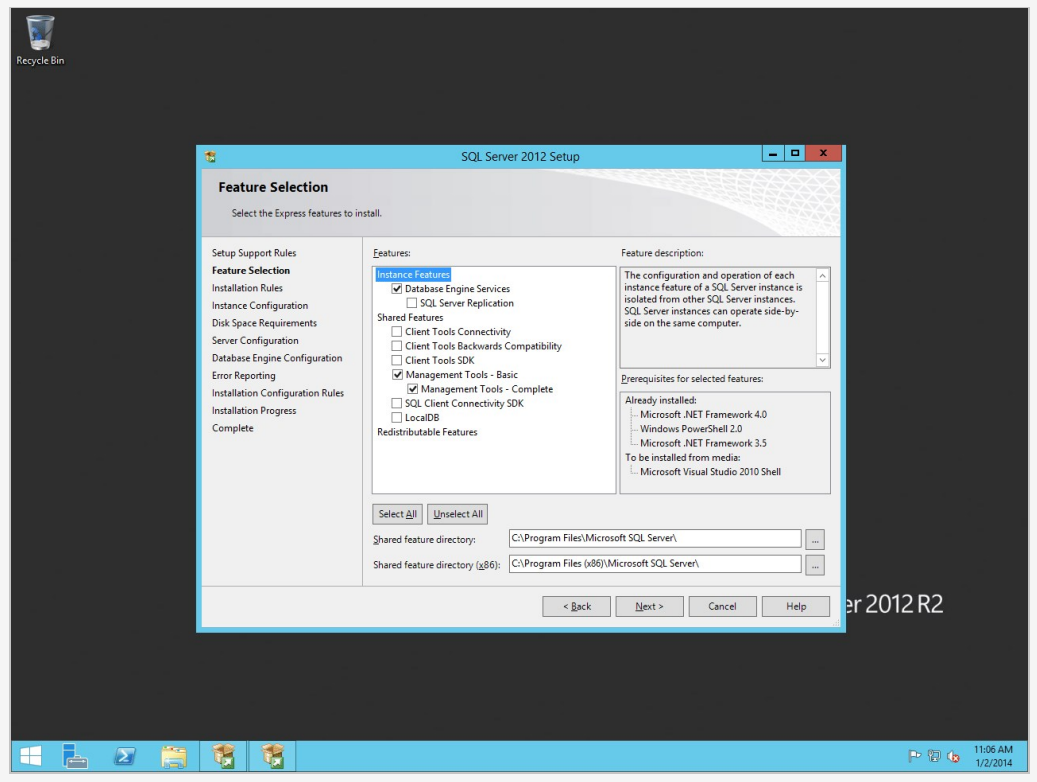 Recycle Bin
SQL Server 2012 Setup
Feature Selection
Select the Express features to install.
Setup Support Rules
Feature Selection
Installation Rules
Instance Configuration
Disk Space Requirements
Server Configuration
Database Engine Configuration
Error Reporting
Installation Configuration Rules
Installation Progress
Complete
Features:
Instance Features
Database Engine Services
SQL Server Replication
Shared Features
Client Tools Connectivity
Client Tools Backwards Compatibility
Client Tools SDK
Management Tools - Basic
Management Tools - Complete
SQL Client Connectivity SDK
LocalDB
Redistributable Features
Feature description:
The configuration and operation of each
instance feature of a SQL Server instance is
isolated from other SQL Server instances.
SQL Server instances can operate side-by-
side on the same computer.
Prerequisites for selected features:
Already installed:
Microsoft .NET Framework 4.0
Windows PowerShell 2.0
Microsoft .NET Framework 3.5
To be installed from media:
Microsoft Visual Studio 2010 Shell
Select All
Unselect All
Shared feature directory:
C:\Program Files\Microsoft SQL Server\
...
Shared feature directory (x86):
C:\Program Files (x86)\Microsoft SQL Server\
...
< Back
Next >
Cancel
Help
er 2012 R2
11:06 AM
1/2/2014